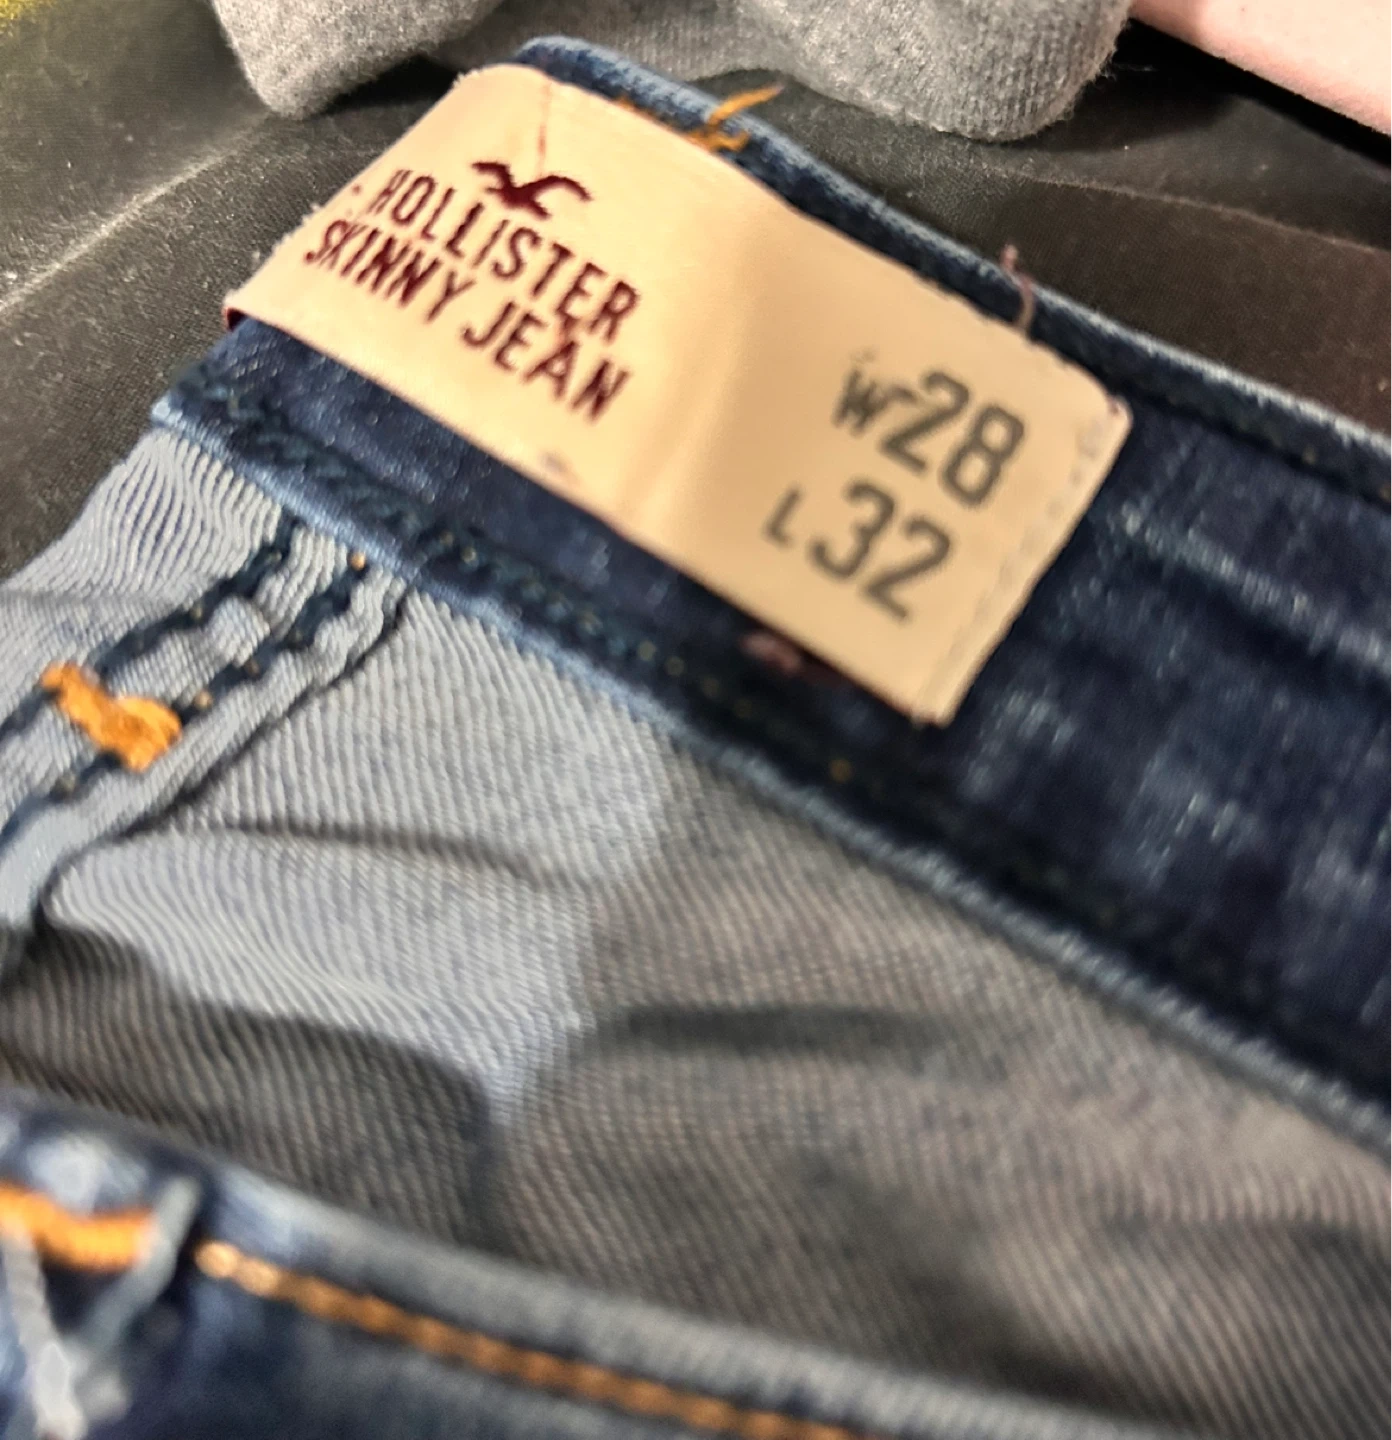 HOLLISTER
SKINNY JEAN
W28
L32